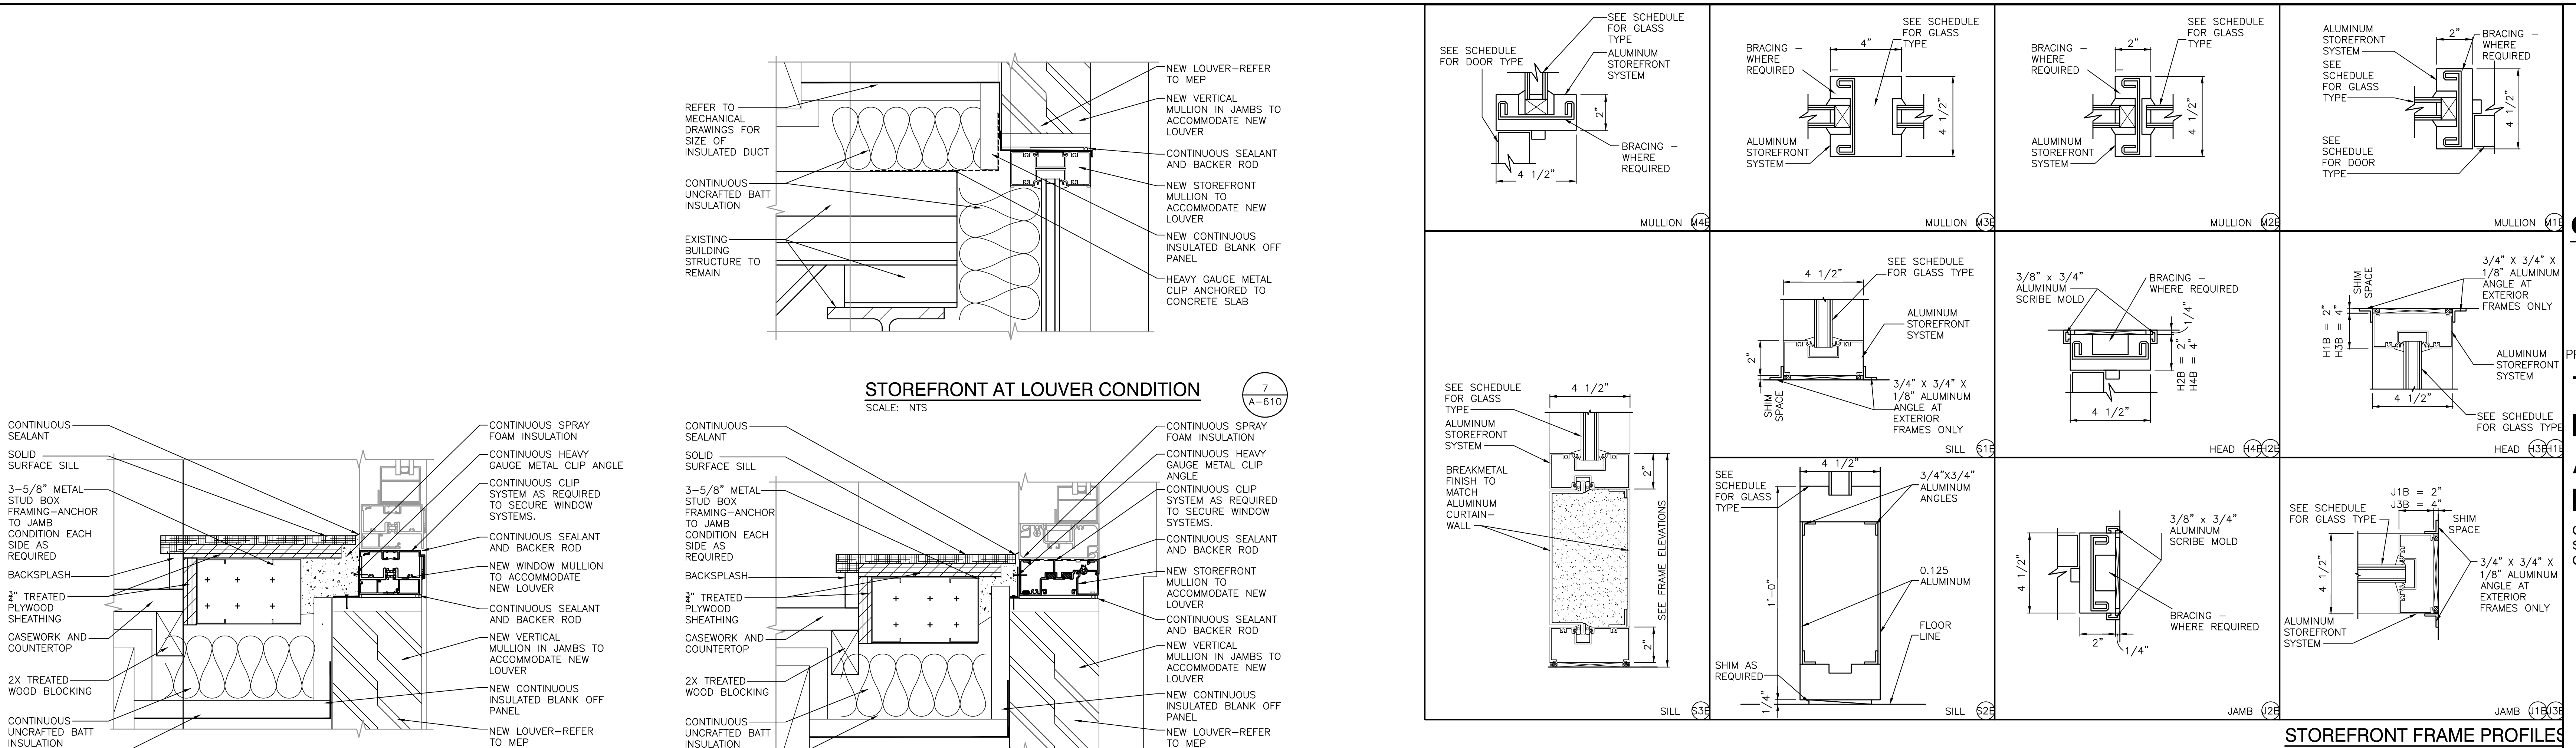 REFER TO
MECHANICAL
DRAWINGS FOR
SIZE OF
INSULATED DUCT
CONTINUOUS
UNCRAFTED BATT
INSULATION
EXISTING
BUILDING
STRUCTURE TO
REMAIN
NEW LOUVER-REFER
TO MEP
NEW VERTICAL
MULLION IN JAMBS TO
ACCOMMODATE NEW
LOUVER
CONTINUOUS SEALANT
AND BACKER ROD
NEW STOREFRONT
MULLION TO
ACCOMMODATE NEW
LOUVER
NEW CONTINUOUS
INSULATED BLANK OFF
PANEL
HEAVY GAUGE METAL
CLIP ANCHORED TO
CONCRETE SLAB
STOREFRONT AT LOUVER CONDITION
SCALE: NTS
7
A-610
CONTINUOUS
SEALANT
SOLID
SURFACE SILL
3-5/8" METAL
STUD BOX
FRAMING-ANCHOR
TO JAMB
CONDITION EACH
SIDE AS
REQUIRED
BACKSPLASH
TREATED
PLYWOOD
SHEATHING
CASEWORK AND
COUNTERTOP
2X TREATED
WOOD BLOCKING
CONTINUOUS
UNCRAFTED BATT
INSULATION
CONTINUOUS SPRAY
FOAM INSULATION
CONTINUOUS HEAVY
GAUGE METAL CLIP ANGLE
CONTINUOUS CLIP
SYSTEM AS REQUIRED
TO SECURE WINDOW
SYSTEMS.
CONTINUOUS SEALANT
AND BACKER ROD
NEW WINDOW MULLION
TO ACCOMMODATE
NEW LOUVER
CONTINUOUS SEALANT
AND BACKER ROD
NEW VERTICAL
MULLION IN JAMBS TO
ACCOMMODATE NEW
LOUVER
NEW CONTINUOUS
INSULATED BLANK OFF
PANEL
NEW LOUVER-REFER
TO MEP
CONTINUOUS
SEALANT
SOLID
SURFACE SILL
3-5/8" METAL
STUD BOX
FRAMING-ANCHOR
TO JAMB
CONDITION EACH
SIDE AS
REQUIRED
BACKSPLASH
TREATED
PLYWOOD
SHEATHING
CASEWORK AND
COUNTERTOP
2X TREATED
WOOD BLOCKING
CONTINUOUS
UNCRAFTED BATT
INSULATION
CONTINUOUS SPRAY
FOAM INSULATION
CONTINUOUS HEAVY
GAUGE METAL CLIP
ANGLE
CONTINUOUS CLIP
SYSTEM AS REQUIRED
TO SECURE WINDOW
SYSTEMS.
CONTINUOUS SEALANT
AND BACKER ROD
NEW STOREFRONT
MULLION TO
ACCOMMODATE NEW
LOUVER
CONTINUOUS SEALANT
AND BACKER ROD
NEW VERTICAL
MULLION IN JAMBS TO
ACCOMMODATE NEW
LOUVER
NEW CONTINUOUS
INSULATED BLANK OFF
PANEL
NEW LOUVER-REFER
TO MEP
SEE SCHEDULE
FOR DOOR TYPE
SEE SCHEDULE
FOR GLASS
TYPE
ALUMINUM
STOREFRONT
SYSTEM
2"
BRACING -
WHERE
REQUIRED
4 1/2"
MULLION M4B
BRACING -
WHERE
REQUIRED
4"
SEE SCHEDULE
FOR GLASS
TYPE
4 1/2"
ALUMINUM
STOREFRONT
SYSTEM
MULLION M3B
BRACING -
WHERE
REQUIRED
2"
SEE SCHEDULE
FOR GLASS
TYPE
4 1/2"
ALUMINUM
STOREFRONT
SYSTEM
MULLION M2B
ALUMINUM
STOREFRONT
SYSTEM
SEE
SCHEDULE
FOR GLASS
TYPE
2"
BRACING -
WHERE
REQUIRED
4 1/2"
SEE
SCHEDULE
FOR DOOR
TYPE
MULLION M1B
SEE SCHEDULE
FOR GLASS
TYPE
ALUMINUM
STOREFRONT
SYSTEM
BREAKMETAL
FINISH TO
MATCH
ALUMINUM
CURTAIN-
WALL
4 1/2"
2"
SEE FRAME ELEVATIONS
2"
SILL S3B
4 1/2"
SEE SCHEDULE
FOR GLASS TYPE
ALUMINUM
STOREFRONT
SYSTEM
2"
SHIM
SPACE
3/4" X 3/4" X
1/8" ALUMINUM
ANGLE AT
EXTERIOR
FRAMES ONLY
SILL S1B
3/8" x 3/4"
ALUMINUM
SCRIBE MOLD
BRACING -
WHERE REQUIRED
1/4"
H2B = 2"
H4B = 4"
4 1/2"
HEAD H4B H2B
SHIM
SPACE
3/4" X 3/4" X
1/8" ALUMINUM
ANGLE AT
EXTERIOR
FRAMES ONLY
H1B = 2"
H3B = 4"
ALUMINUM
STOREFRONT
SYSTEM
4 1/2"
SEE SCHEDULE
FOR GLASS TYPE
HEAD H3B H1B
SEE
SCHEDULE
FOR GLASS
TYPE
4 1/2"
3/4"X3/4"
ALUMINUM
ANGLES
1'-0"
0.125
ALUMINUM
FLOOR
LINE
SHIM AS
REQUIRED
1/4"
SILL S2B
4 1/2"
3/8" x 3/4"
ALUMINUM
SCRIBE MOLD
BRACING -
WHERE REQUIRED
2"
1/4"
JAMB J2B
J1B = 2"
J3B = 4"
SEE SCHEDULE
FOR GLASS TYPE
SHIM
SPACE
4 1/2"
3/4" X 3/4" X
1/8" ALUMINUM
ANGLE AT
EXTERIOR
FRAMES ONLY
ALUMINUM
STOREFRONT
SYSTEM
JAMB J1B J3B
STOREFRONT FRAME PROFILES